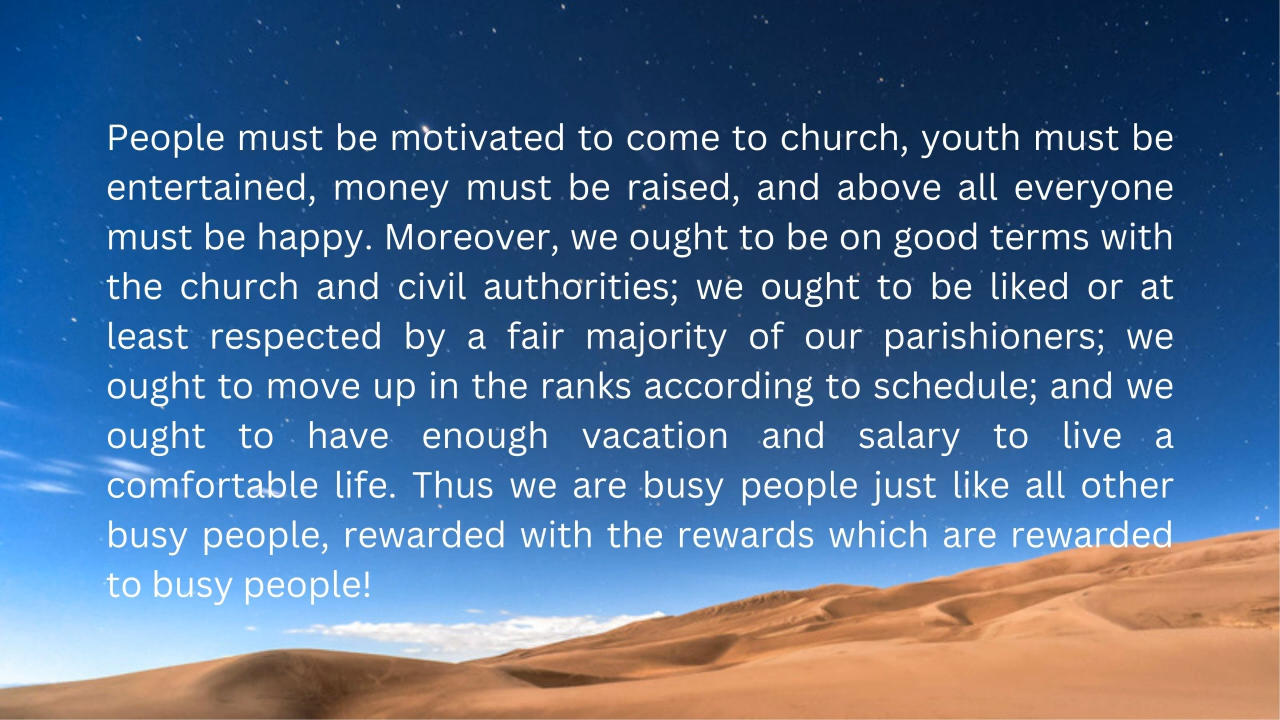 People must be motivated to come to church, youth must be
entertained, money must be raised, and above all everyone
must be happy. Moreover, we ought to be on good terms with
the church and civil authorities; we ought to be liked or at
least respected by a fair majority of our parishioners; we
ought to move up in the ranks according to schedule; and we
ought to have enough vacation and salary to live a
comfortable life. Thus we are busy people just like all other
busy people, rewarded with the rewards which are rewarded
to busy people!